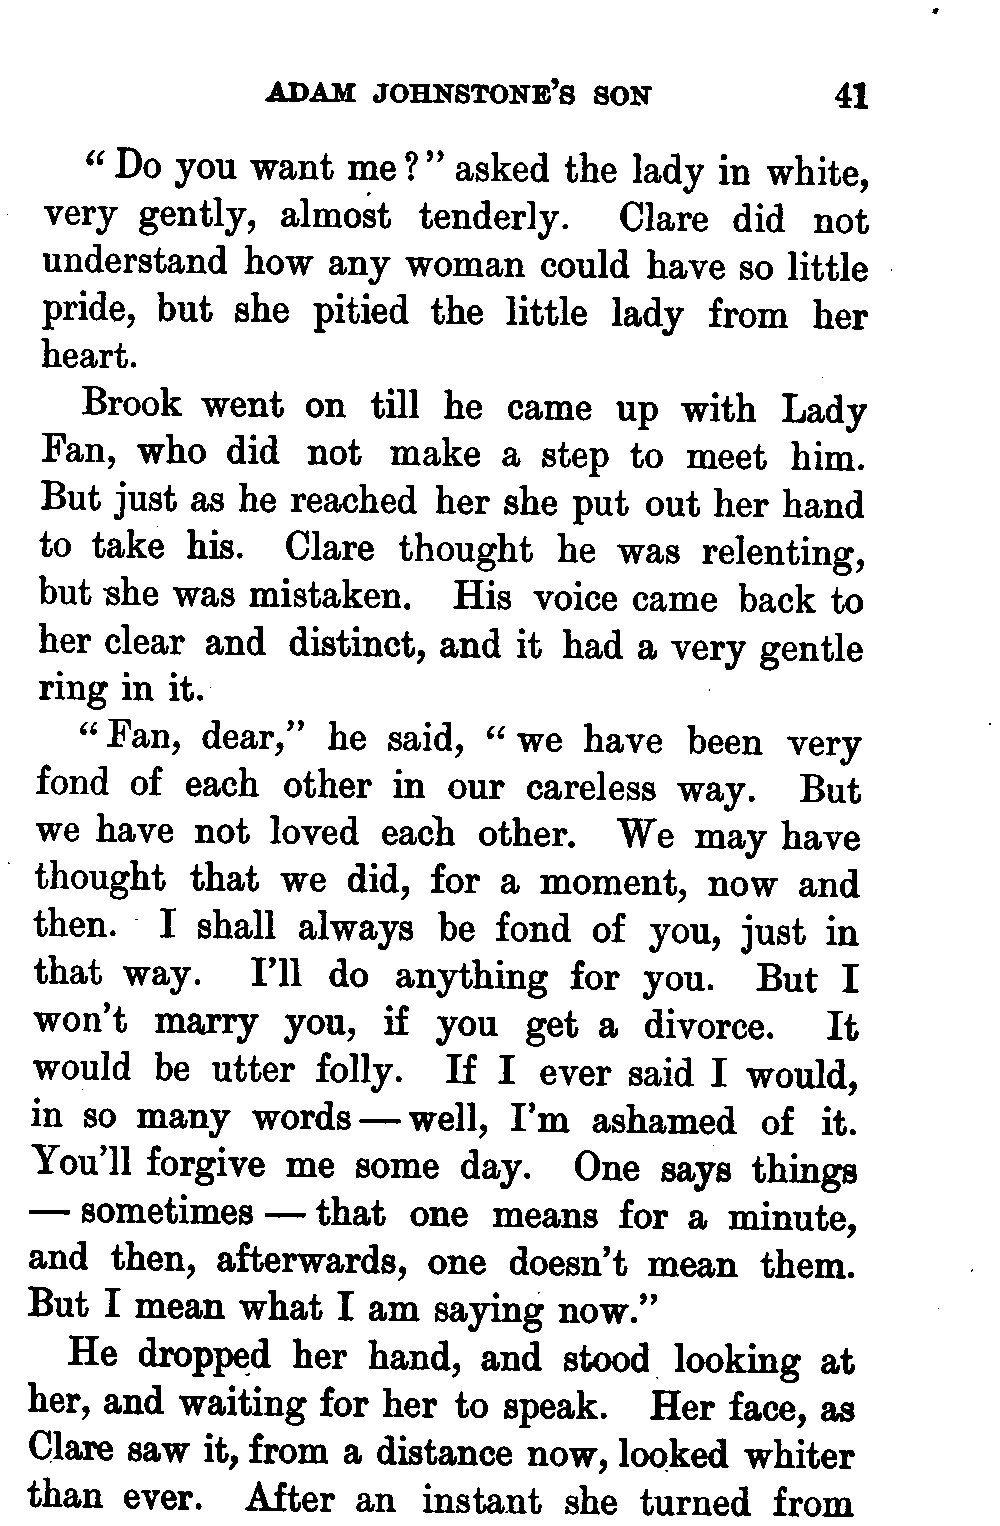 ADAM JOHNSTONE'S SON 41
"Do you want me?" asked the lady in white,
very gently, almost tenderly. Clare did not
understand how any woman could have so little
pride, but she pitied the little lady from her
heart.
Brook went on till he came up with Lady
Fan, who did not make a step to meet him.
But just as he reached her she put out her hand
to take his. Clare thought he was relenting,
but she was mistaken. His voice came back to
her clear and distinct, and it had a very gentle
ring in it.
"Fan, dear," he said, "we have been very
fond of each other in our careless way. But
we have not loved each other. We may have
thought that we did, for a moment, now and
then. I shall always be fond of you, just in
that way. I'll do anything for you. But I
won't marry you, if you get a divorce. It
would be utter folly. If I ever said I would,
in so many words — well, I'm ashamed of it.
You'll forgive me some day. One says things
— sometimes — that one means for a minute,
and then, afterwards, one doesn't mean them.
But I mean what I am saying now."
He dropped her hand, and stood looking at
her, and waiting for her to speak. Her face, as
Clare saw it, from a distance now, looked whiter
than ever. After an instant she turned from